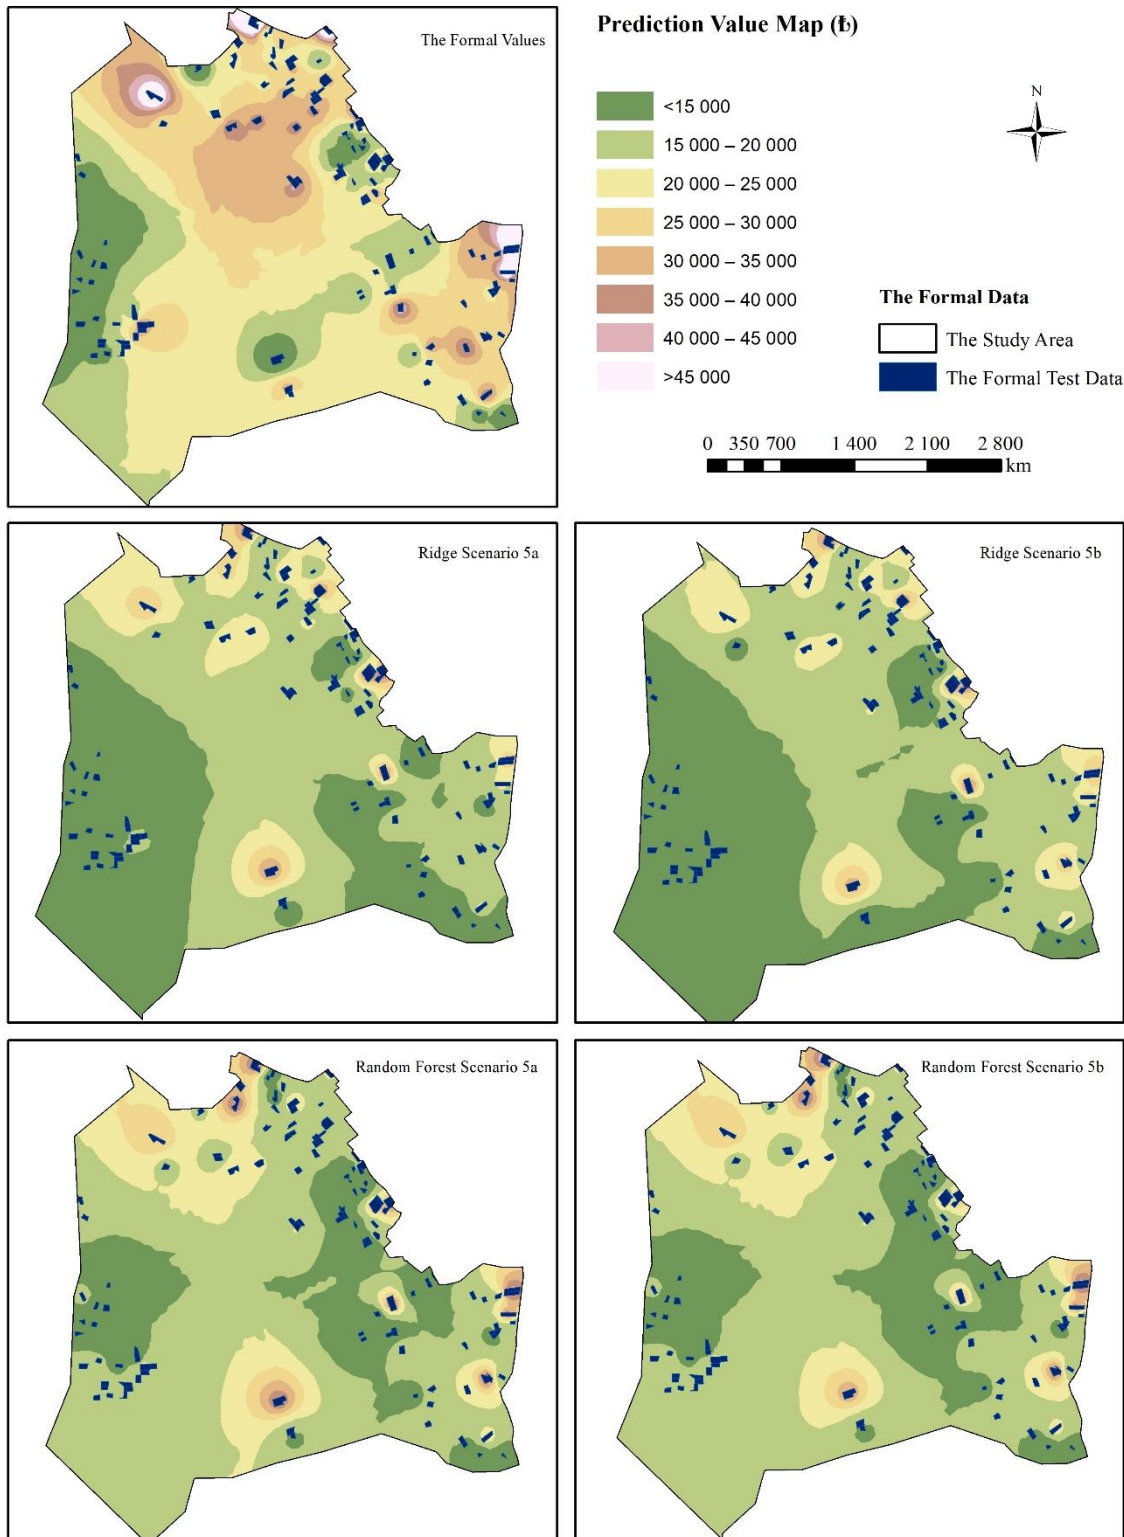 The Formal Values
Prediction Value Map (₺)
N
<15 000
15 000 – 20 000
20 000 – 25 000
25 000 – 30 000
30 000 – 35 000
35 000 – 40 000
40 000 – 45 000
>45 000
The Formal Data
The Study Area
The Formal Test Data
0 350 700 1 400 2 100 2 800
km
Ridge Scenario 5a
Ridge Scenario 5b
Random Forest Scenario 5a
Random Forest Scenario 5b